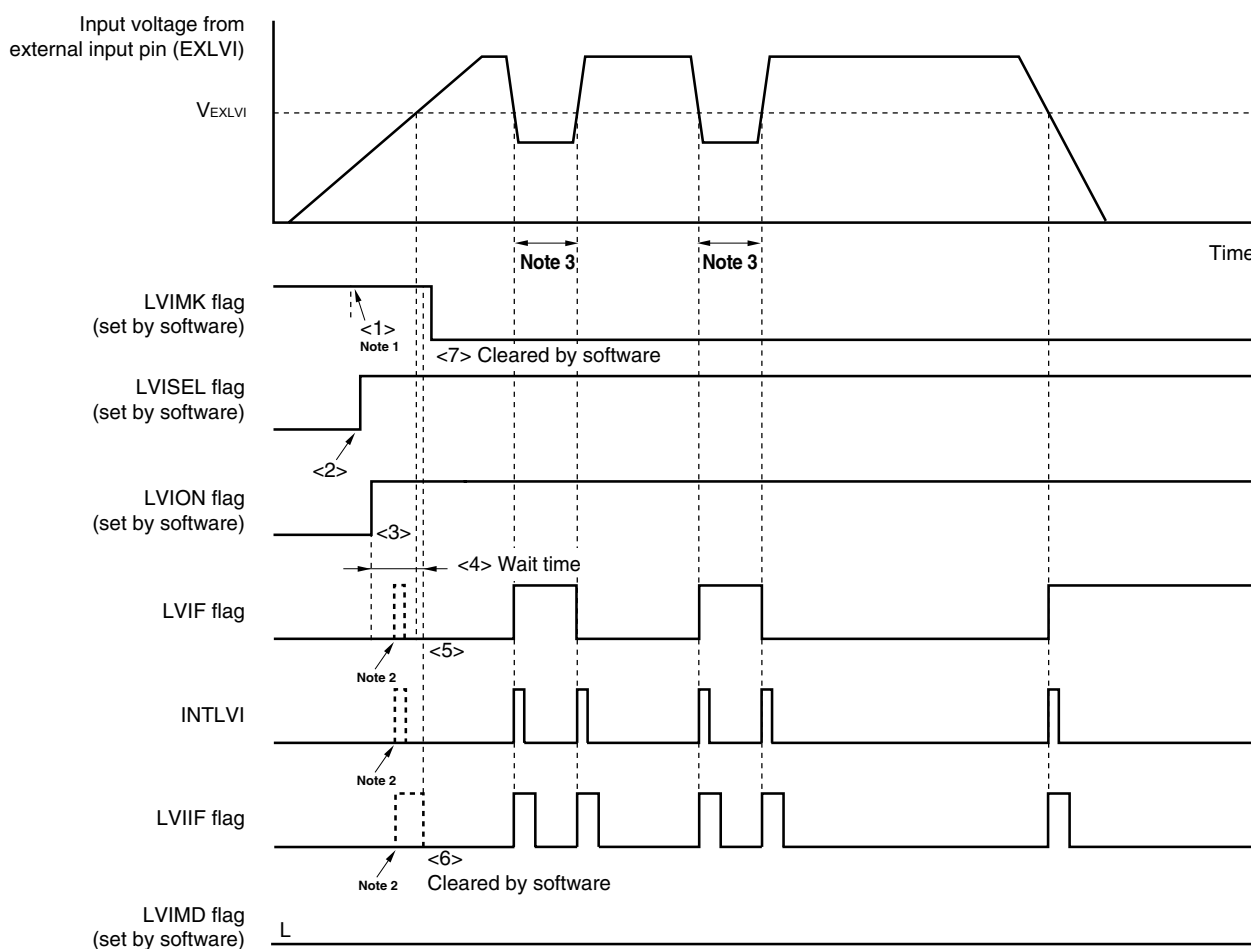 Input voltage from
external input pin (EXLVI)
VEXLVI
Time
Note 3
Note 3
LVIMK flag
(set by software)
<1>
Note 1
<7> Cleared by software
LVISEL flag
(set by software)
<2>
LVION flag
(set by software)
<3>
<4> Wait time
LVIF flag
<5>
Note 2
INTLVI
Note 2
LVIIF flag
<6>
Note 2
Cleared by software
LVIMD flag
(set by software)
L